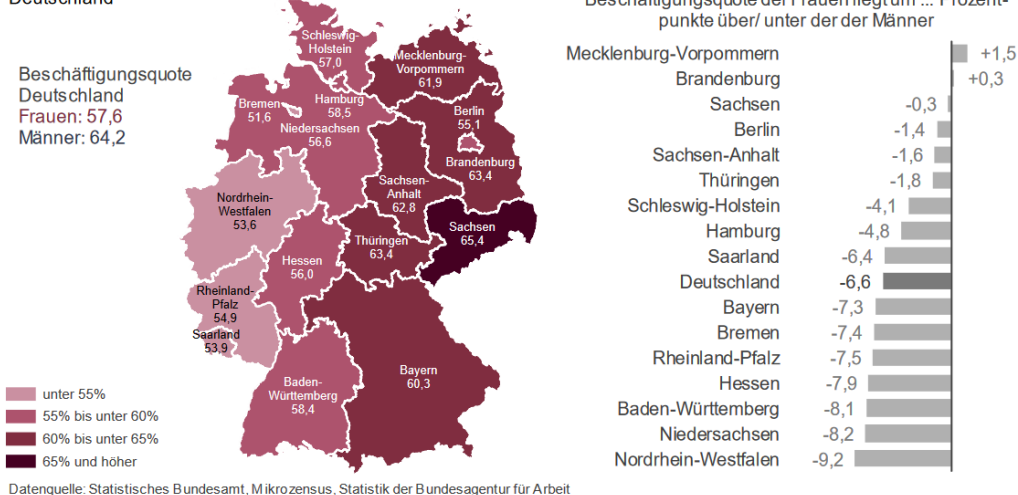 Deutschland
Beschäftigungsquote
Deutschland
Frauen: 57,6
Männer: 64,2
Schleswig-
Holstein
57,0
Mecklenburg-
Vorpommern
61,9
Hamburg
58,5
Bremen
51,6
Niedersachsen
56,6
Berlin
55,1
Brandenburg
63,4
Sachsen-
Anhalt
62,8
Nordrhein-
Westfalen
53,6
Sachsen
65,4
Thüringen
63,4
Hessen
56,0
Rheinland-
Pfalz
54,9
Saarland
53,9
Bayern
60,3
Baden-
Württemberg
58,4
unter 55%
55% bis unter 60%
60% bis unter 65%
65% und höher
Beschäftigungsquote der Frauen liegt um ... Prozent-
punkte über/ unter der der Männer
Mecklenburg-Vorpommern +1,5
Brandenburg +0,3
Sachsen -0,3
Berlin -1,4
Sachsen-Anhalt -1,6
Thüringen -1,8
Schleswig-Holstein -4,1
Hamburg -4,8
Saarland -6,4
Deutschland -6,6
Bayern -7,3
Bremen -7,4
Rheinland-Pfalz -7,5
Hessen -7,9
Baden-Württemberg -8,1
Niedersachsen -8,2
Nordrhein-Westfalen -9,2
Datenquelle: Statistisches Bundesamt, Mikrozensus, Statistik der Bundesagentur für Arbeit